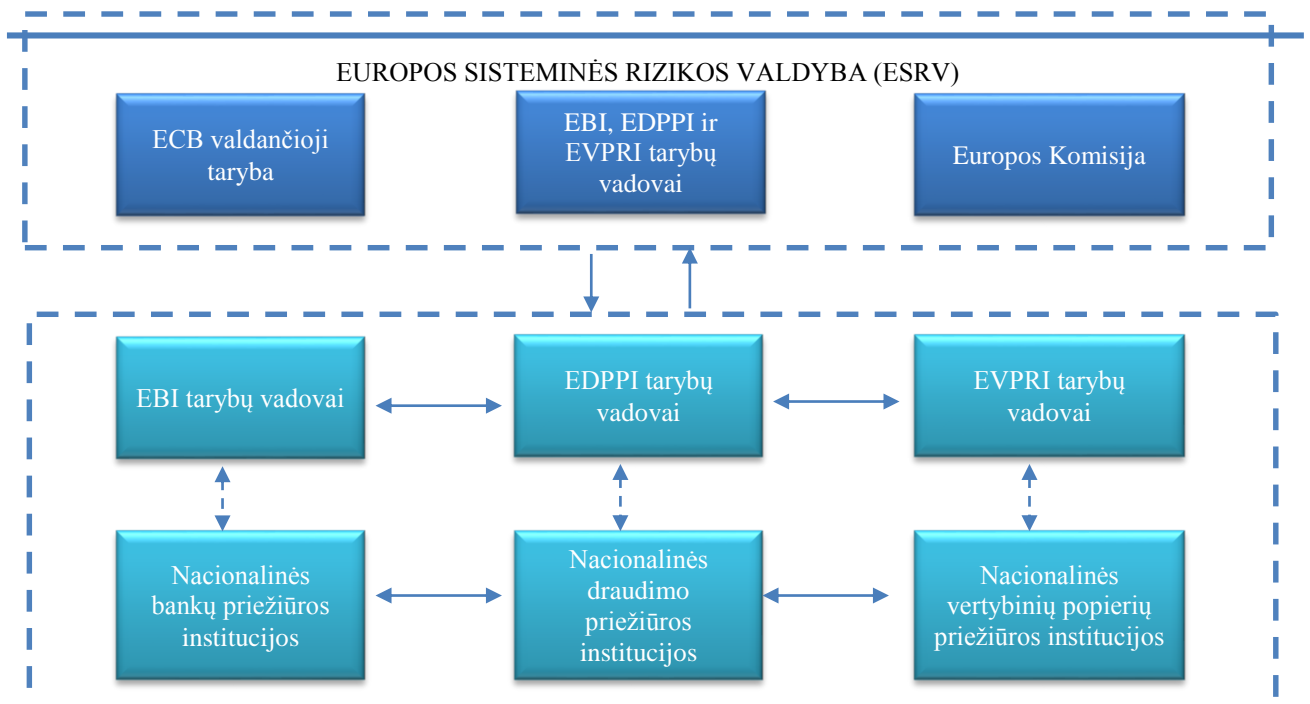 EUROPOS SISTEMINĖS RIZIKOS VALDYBA (ESRV)
ECB valdančioji
taryba
EBI, EDPPI ir
EVPRI tarybų
vadovai
Europos Komisija
EBI tarybų vadovai
EDPPI tarybų
vadovai
EVPRI tarybų
vadovai
Nacionalinės
bankų priežiūros
institucijos
Nacionalinės
draudimo
priežiūros
institucijos
Nacionalinės
vertybinių popierių
priežiūros institucijos